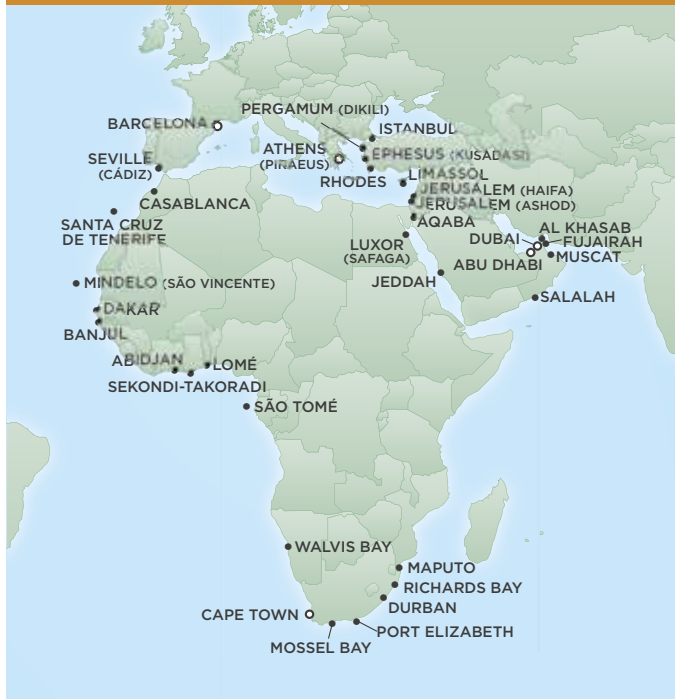 PERGAMUM (DIKILI)
BARCELONA
ISTANBUL
ATHENS
(PIRAEUS)
EPHESUS (KUSADASI)
SEVILLE
(CÁDIZ)
RHODES
LIMASSOL
JERUSALEM (HAIFA)
JERUSALEM (ASHOD)
CASABLANCA
AQABA
SANTA CRUZ
DE TENERIFE
LUXOR
(SAFAGA)
DUBAI
AL KHASAB
FUJAIRAH
MUSCAT
ABU DHABI
JEDDAH
MINDELO (SÃO VINCENTE)
SALALAH
DAKAR
BANJUL
ABIDJAN
LOMÉ
SEKONDI-TAKORADI
SÃO TOMÉ
WALVIS BAY
MAPUTO
RICHARDS BAY
DURBAN
CAPE TOWN
PORT ELIZABETH
MOSSEL BAY